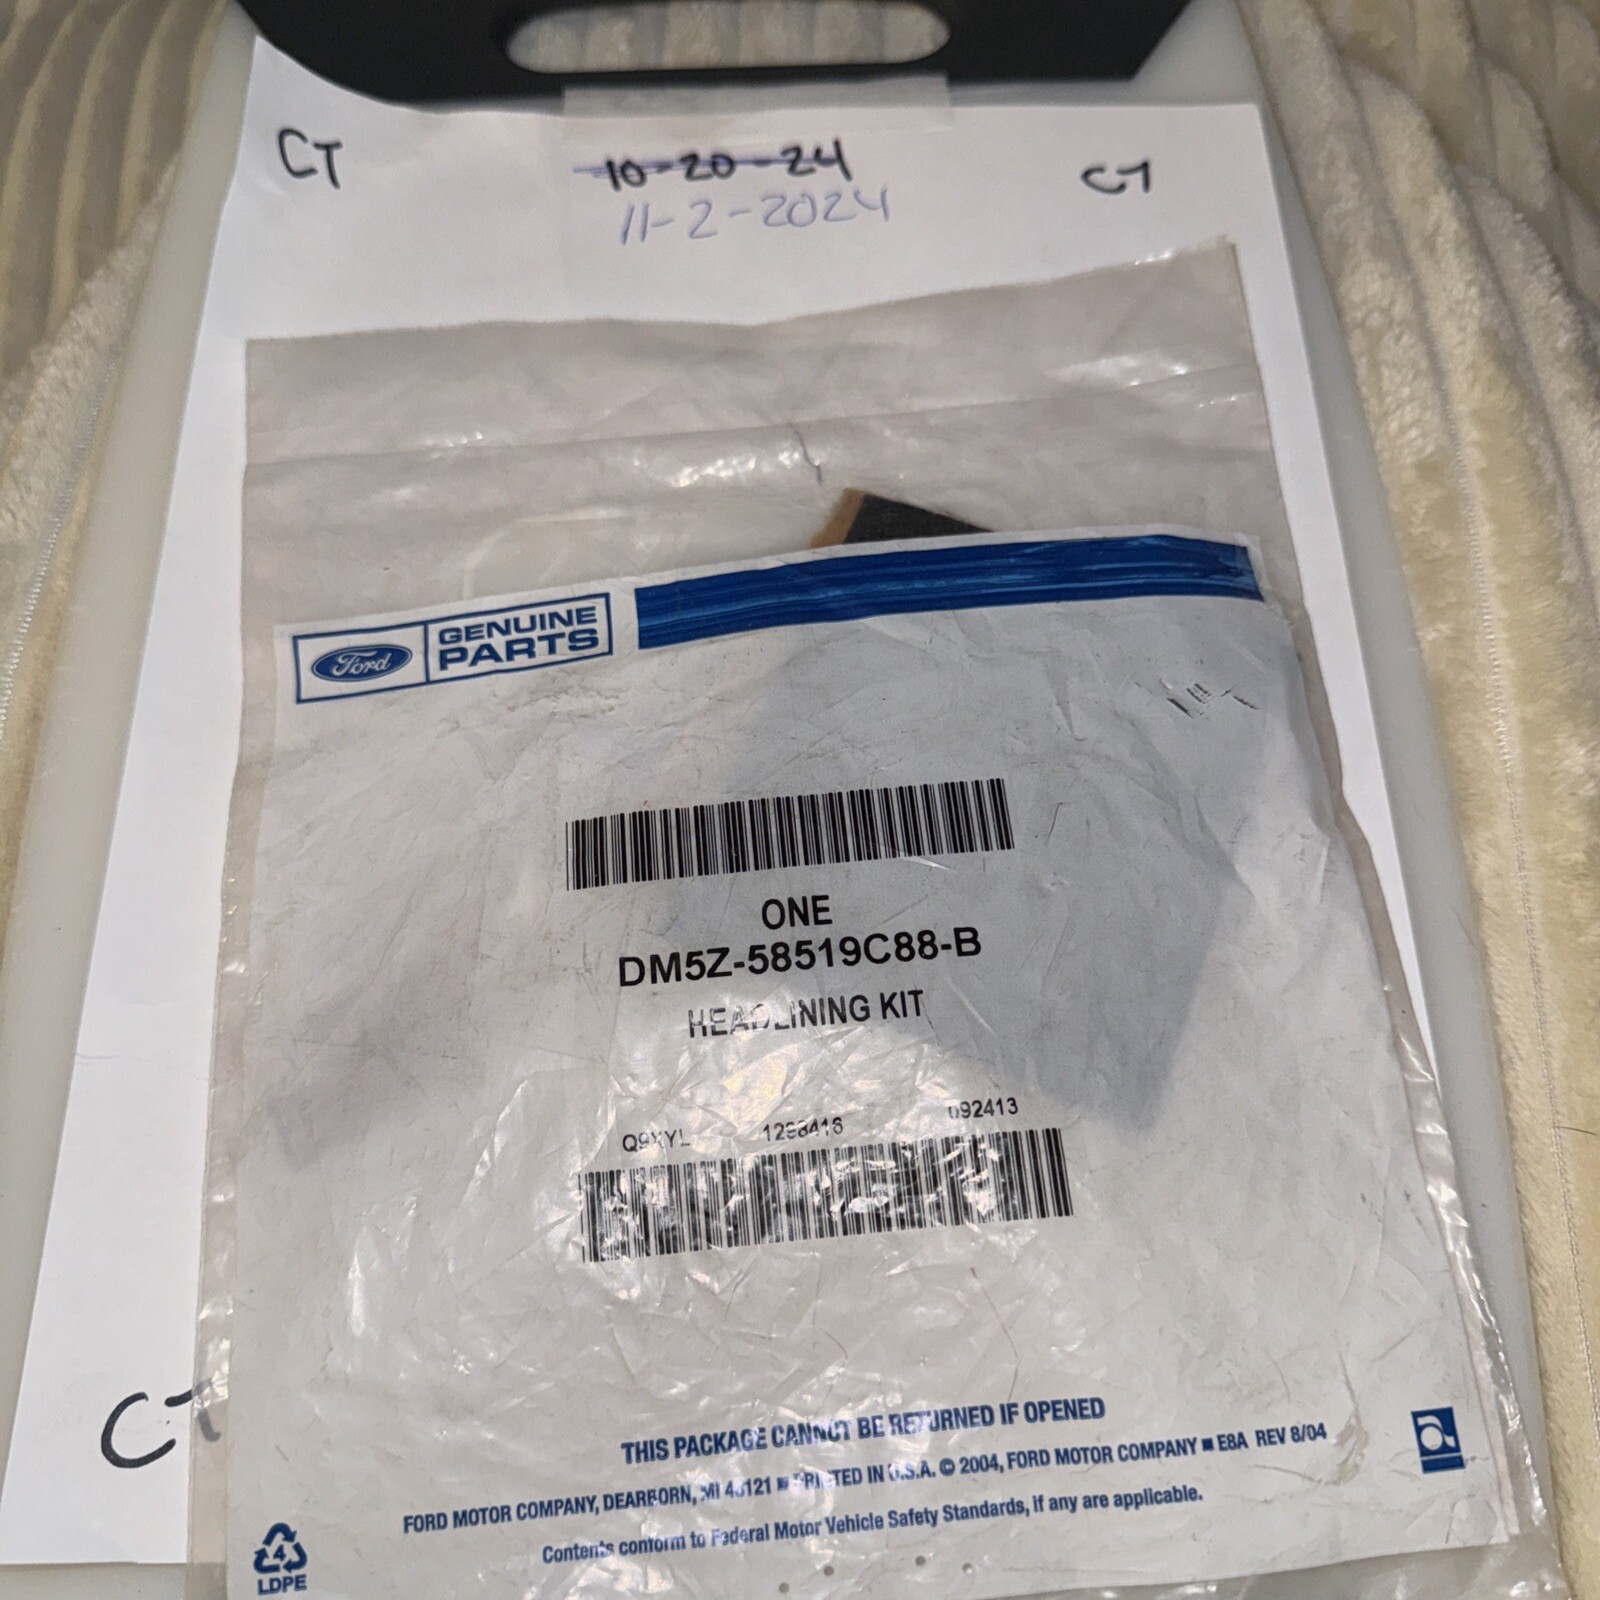 CT 10-20-24 CT
11-2-2024
Ford GENUINE PARTS
ONE
DM5Z-58519C88-B
HEADLINING KIT
092413
THIS PACKAGE CANNOT BE RETURNED IF OPENED
FORD MOTOR COMPANY, DEARBORN, MI 48121 ■ PRINTED IN U.S.A. © 2004, FORD MOTOR COMPANY ■ E8A REV 8/04
Contents conform to Federal Motor Vehicle Safety Standards, if any are applicable.
CT
4
LDPE